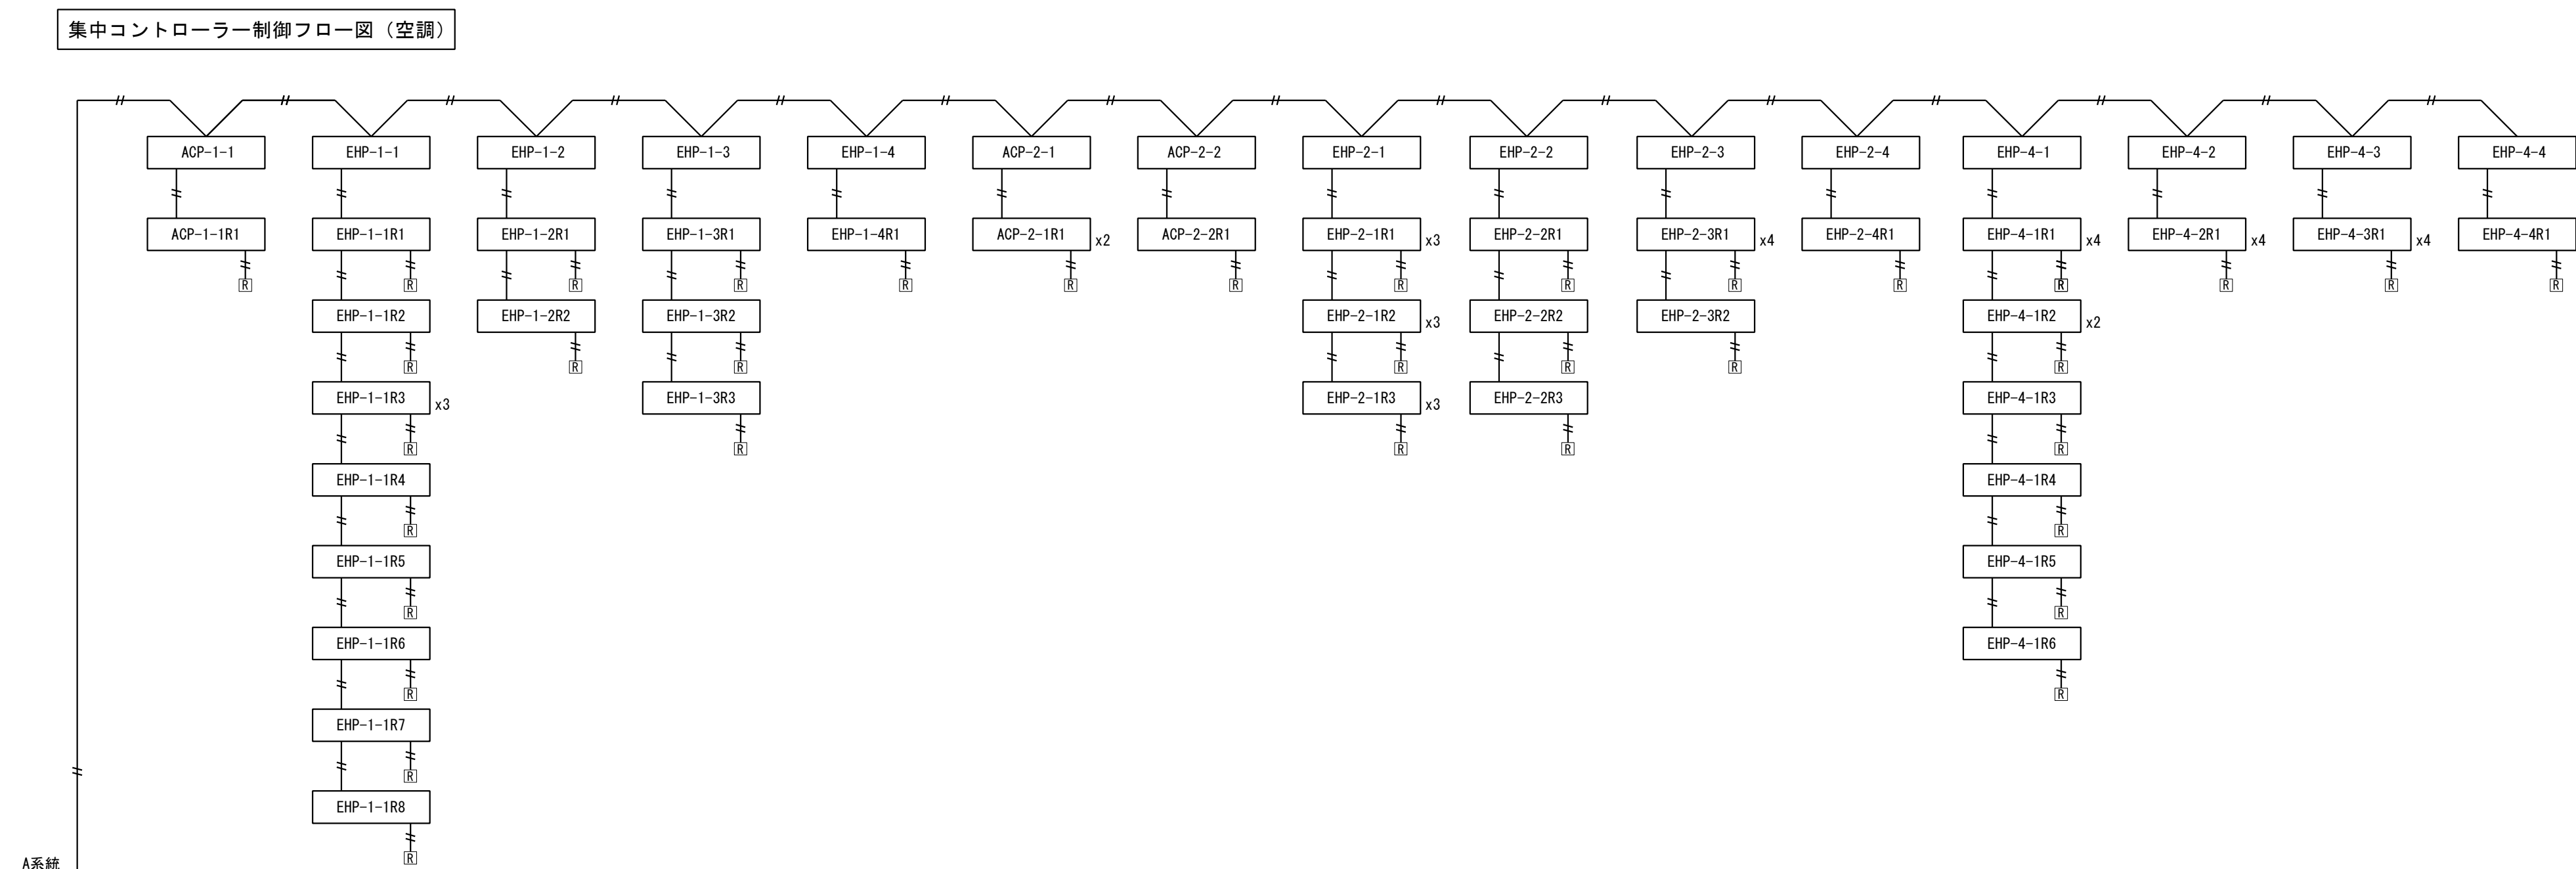 集中コントローラー制御フロー図（空調）
ACP-1-1 EHP-1-1 EHP-1-2 EHP-1-3 EHP-1-4 ACP-2-1 ACP-2-2 EHP-2-1 EHP-2-2 EHP-2-3 EHP-2-4 EHP-4-1 EHP-4-2 EHP-4-3 EHP-4-4
ACP-1-1R1 EHP-1-1R1 EHP-1-2R1 EHP-1-3R1 EHP-1-4R1 ACP-2-1R1 x2 ACP-2-2R1 EHP-2-1R1 x3 EHP-2-2R1 EHP-2-3R1 x4 EHP-2-4R1 EHP-4-1R1 x4 EHP-4-2R1 x4 EHP-4-3R1 x4 EHP-4-4R1
R R R R R R R R R R R R R R R
EHP-1-1R2 EHP-1-2R2 EHP-1-3R2 EHP-2-1R2 x3 EHP-2-2R2 EHP-2-3R2 EHP-4-1R2 x2
R R R R R R R
EHP-1-1R3 x3 EHP-1-3R3 EHP-2-1R3 x3 EHP-2-2R3 EHP-4-1R3
R R R R R
EHP-1-1R4 EHP-4-1R4
R R
EHP-1-1R5 EHP-4-1R5
R R
EHP-1-1R6 EHP-4-1R6
R R
EHP-1-1R7
R
EHP-1-1R8
R
A系統